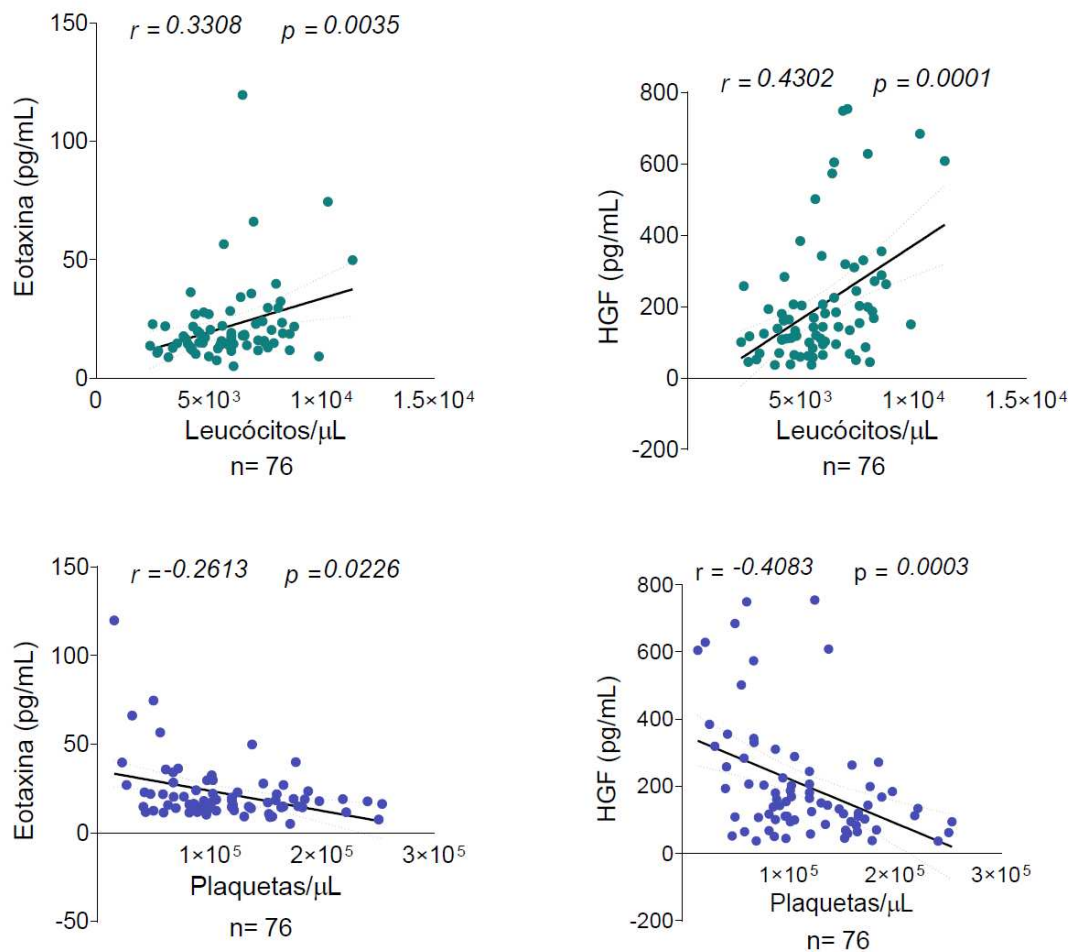 r = 0.3308 p = 0.0035
150
100
50
0
Eotaxina (pg/mL)
0 5×10³ 1×10⁴ 1.5×10⁴
Leucócitos/μL
n= 76
r = 0.4302 p = 0.0001
800
600
400
200
0
-200
HGF (pg/mL)
5×10³ 1×10⁴ 1.5×10⁴
Leucócitos/μL
n= 76
r =-0.2613 p =0.0226
150
100
50
0
-50
Eotaxina (pg/mL)
1×10⁵ 2×10⁵ 3×10⁵
Plaquetas/μL
n= 76
r = -0.4083 p = 0.0003
800
600
400
200
0
-200
HGF (pg/mL)
1×10⁵ 2×10⁵ 3×10⁵
Plaquetas/μL
n= 76